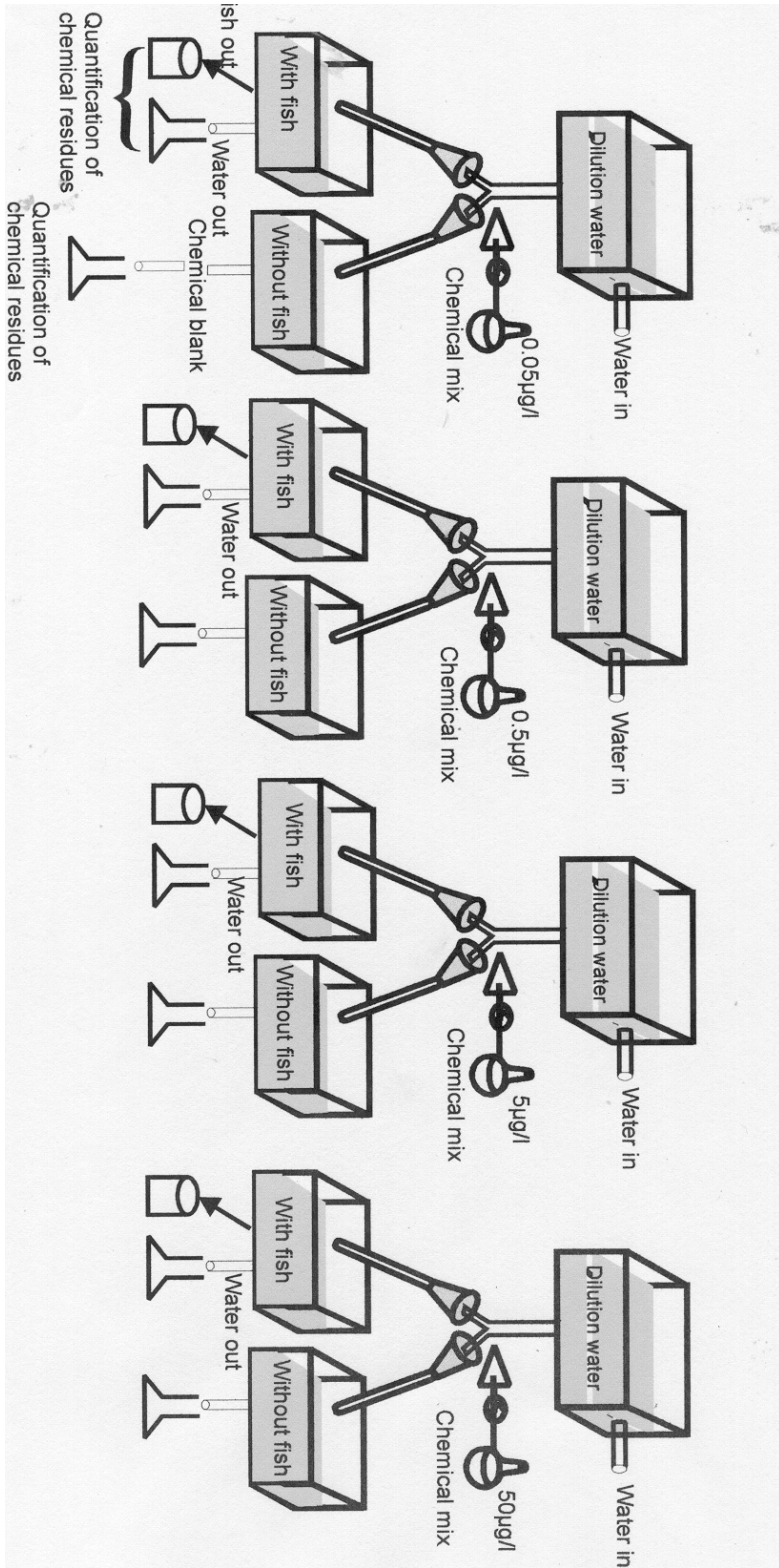 Water in
Dilution water
0.05µg/l
Chemical mix
With fish
Without fish
ish out
Water out
Chemical blank
Quantification of
chemical residues
Quantification of
chemical residues
Water in
Dilution water
0.5µg/l
Chemical mix
With fish
Without fish
Water out
Water in
Dilution water
5µg/l
Chemical mix
With fish
Without fish
Water out
Water in
Dilution water
50µg/l
Chemical mix
With fish
Without fish
Water out